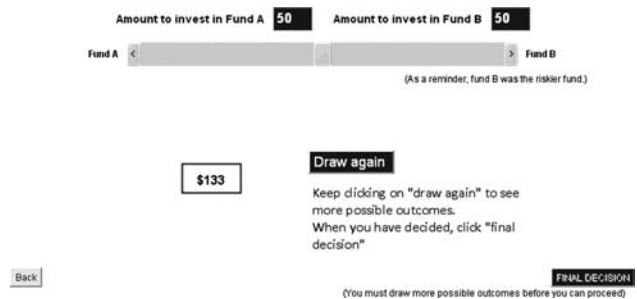 Amount to invest in Fund A 50 Amount to invest in Fund B 50
Fund A < > Fund B
(As a reminder, fund B was the riskier fund.)
$133
Draw again
Keep clicking on "draw again" to see
more possible outcomes.
When you have decided, click "final
decision"
Back
FINAL DECISION
(You must draw more possible outcomes before you can proceed)